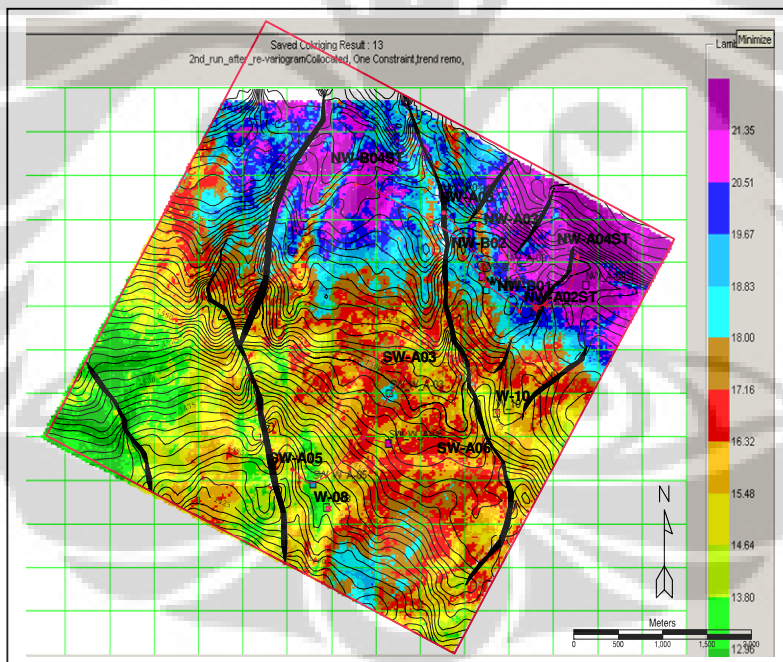 Minimize
Saved Cokriging Result : 13
2nd_run_after_re-variogramCollocated, One Constraint,trend remo,
21.35
20.51
19.67
18.83
18.00
17.16
16.32
15.48
14.64
13.80
12.96
NW-B04ST
NW-A03
NW-B02
NW-A04ST
NW-B01
NW-A02ST
SW-A03
W-10
SW-A06
SW-A05
W-08
N
Meters
0 500 1,000 1,500 2,000